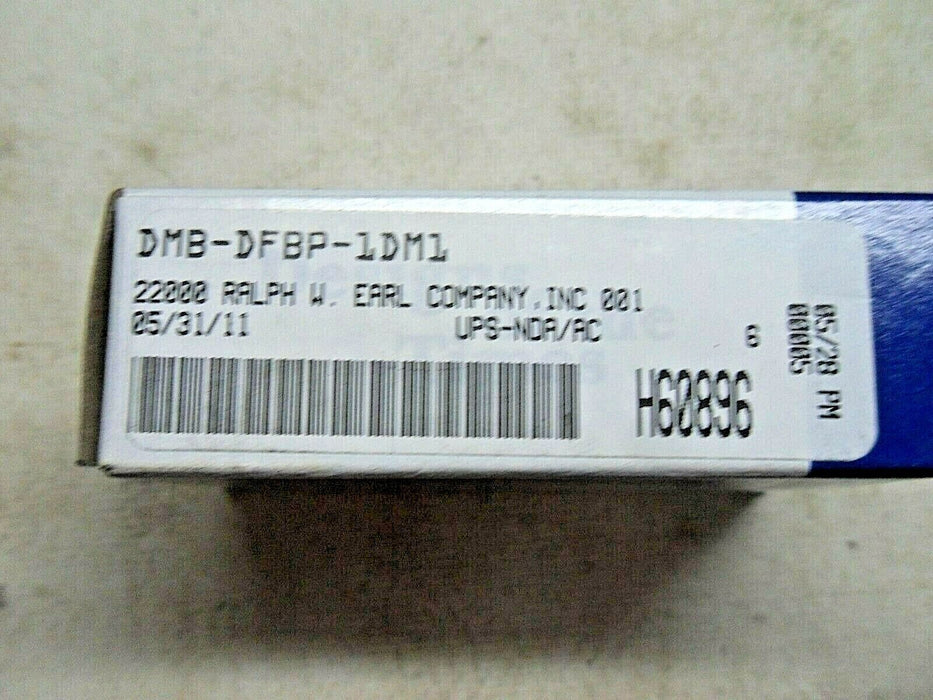 DMB-DFBP-1DM1
22000 RALPH W. EARL COMPANY,INC 001
05/31/11 UPS-NDA/AC 6
H60896
05/28 PM
00005